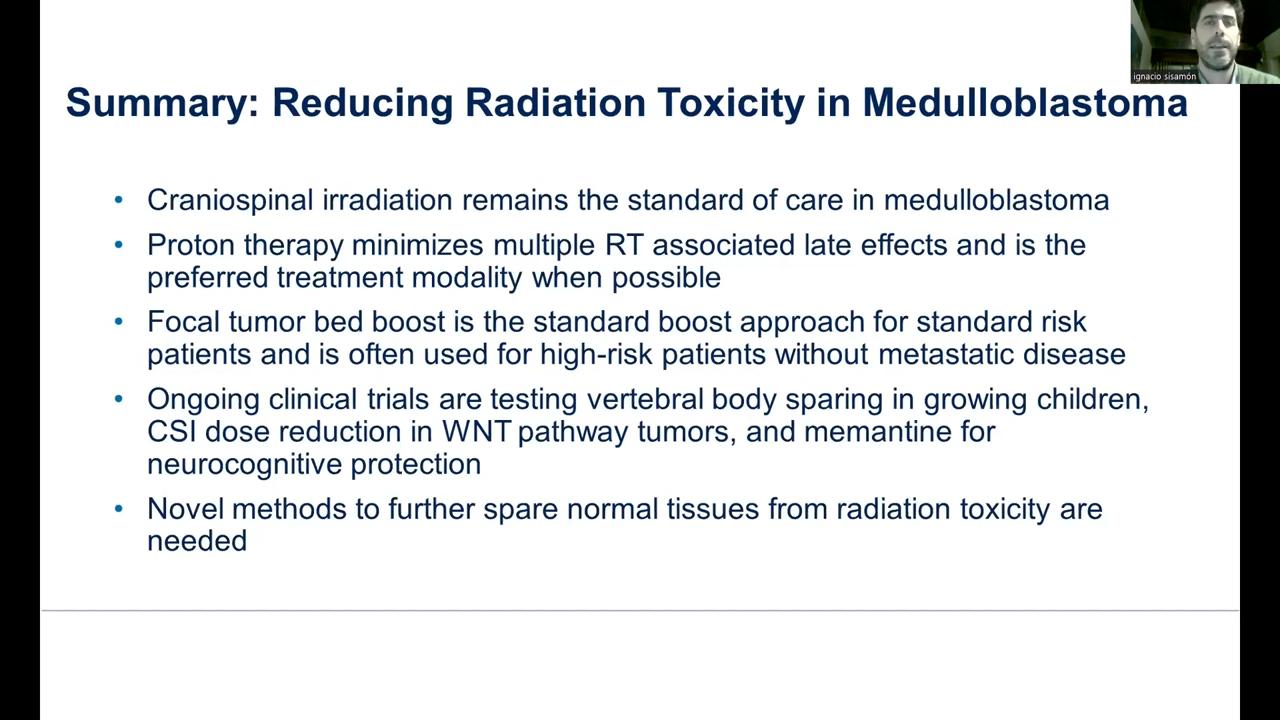 ignacio sisamón
Summary: Reducing Radiation Toxicity in Medulloblastoma
• Craniospinal irradiation remains the standard of care in medulloblastoma
• Proton therapy minimizes multiple RT associated late effects and is the
preferred treatment modality when possible
• Focal tumor bed boost is the standard boost approach for standard risk
patients and is often used for high-risk patients without metastatic disease
• Ongoing clinical trials are testing vertebral body sparing in growing children,
CSI dose reduction in WNT pathway tumors, and memantine for
neurocognitive protection
• Novel methods to further spare normal tissues from radiation toxicity are
needed